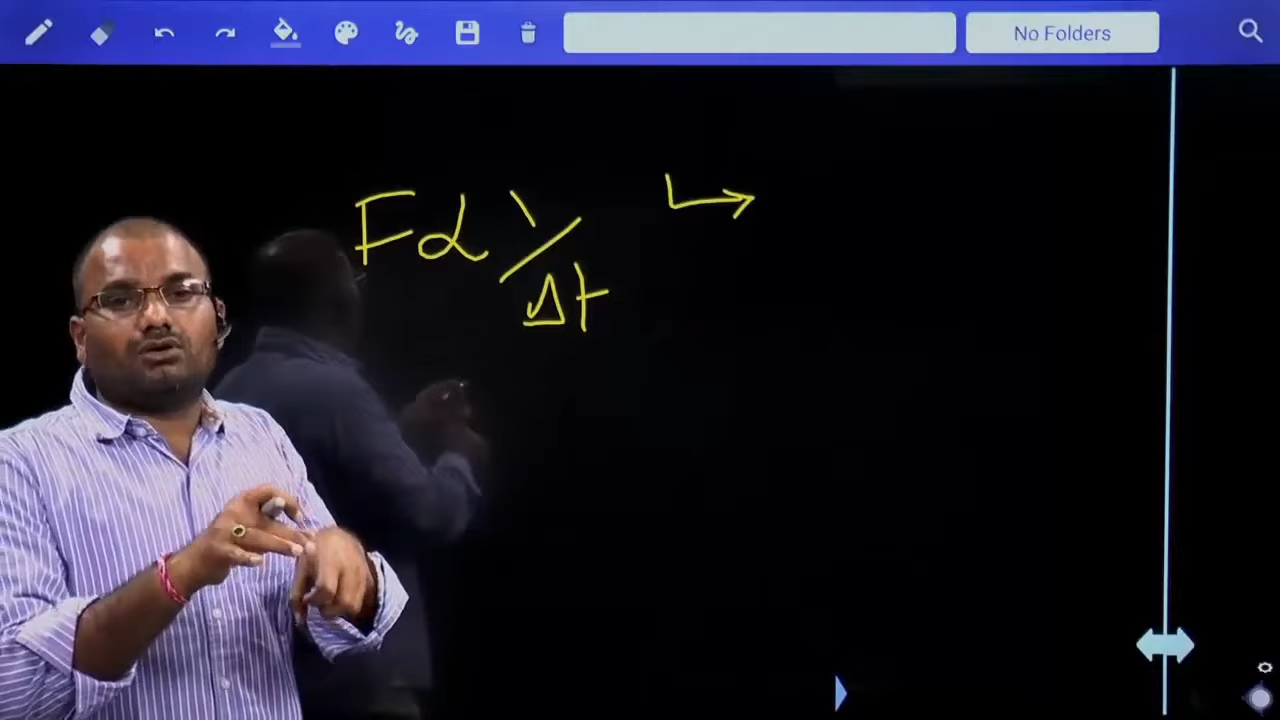 No Folders
F α 1/Δt ↳